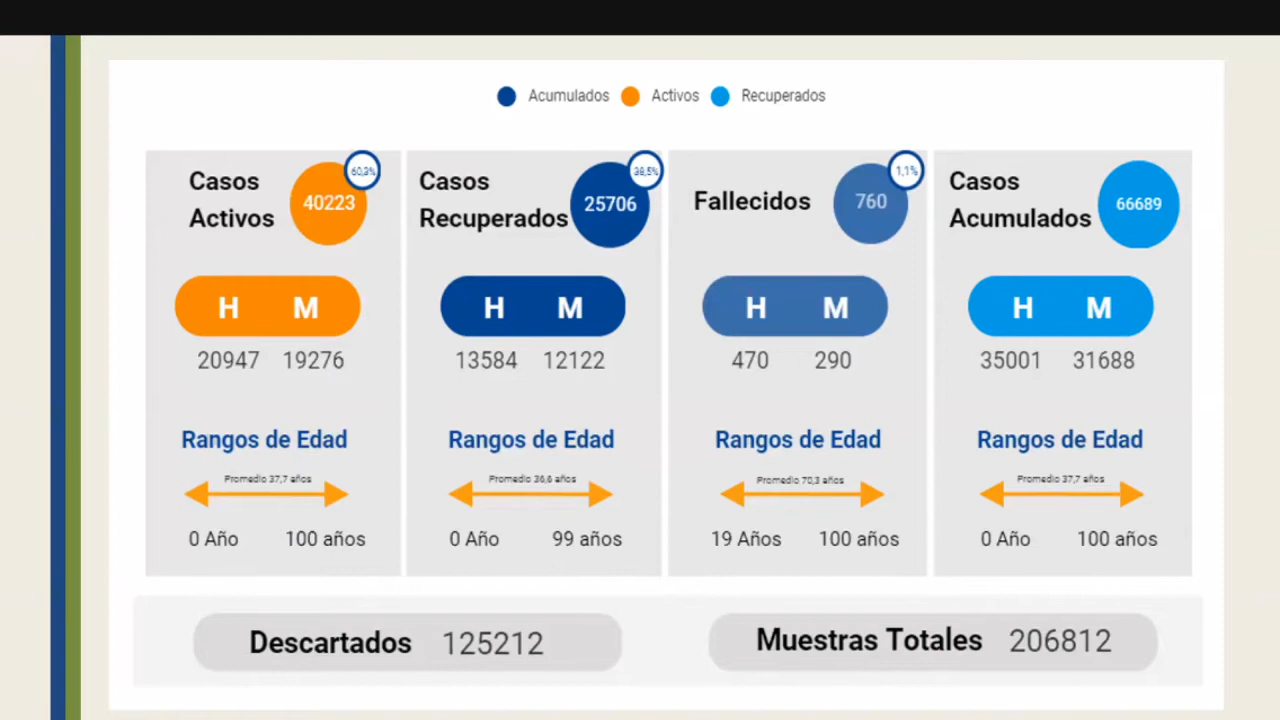 Acumulados Activos Recuperados
Casos Activos 40223 60,3%
H M
20947 19276
Rangos de Edad
Promedio 37,7 años
0 Año 100 años
Casos Recuperados 25706 38,5%
H M
13584 12122
Rangos de Edad
Promedio 36,6 años
0 Año 99 años
Fallecidos 760 1,1%
H M
470 290
Rangos de Edad
Promedio 70,3 años
19 Años 100 años
Casos Acumulados 66689
H M
35001 31688
Rangos de Edad
Promedio 37,7 años
0 Año 100 años
Descartados 125212
Muestras Totales 206812